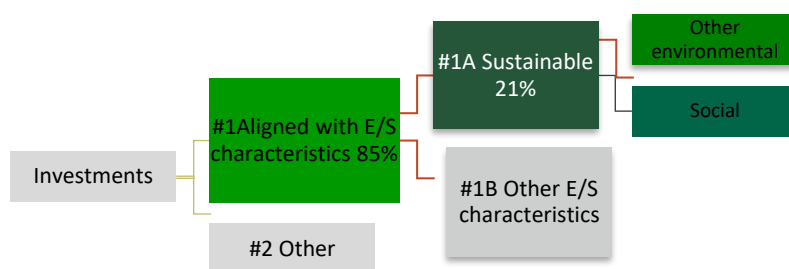 Investments
#1Aligned with E/S
characteristics 85%
#2 Other
#1A Sustainable
21%
#1B Other E/S
characteristics
Other
environmental
Social